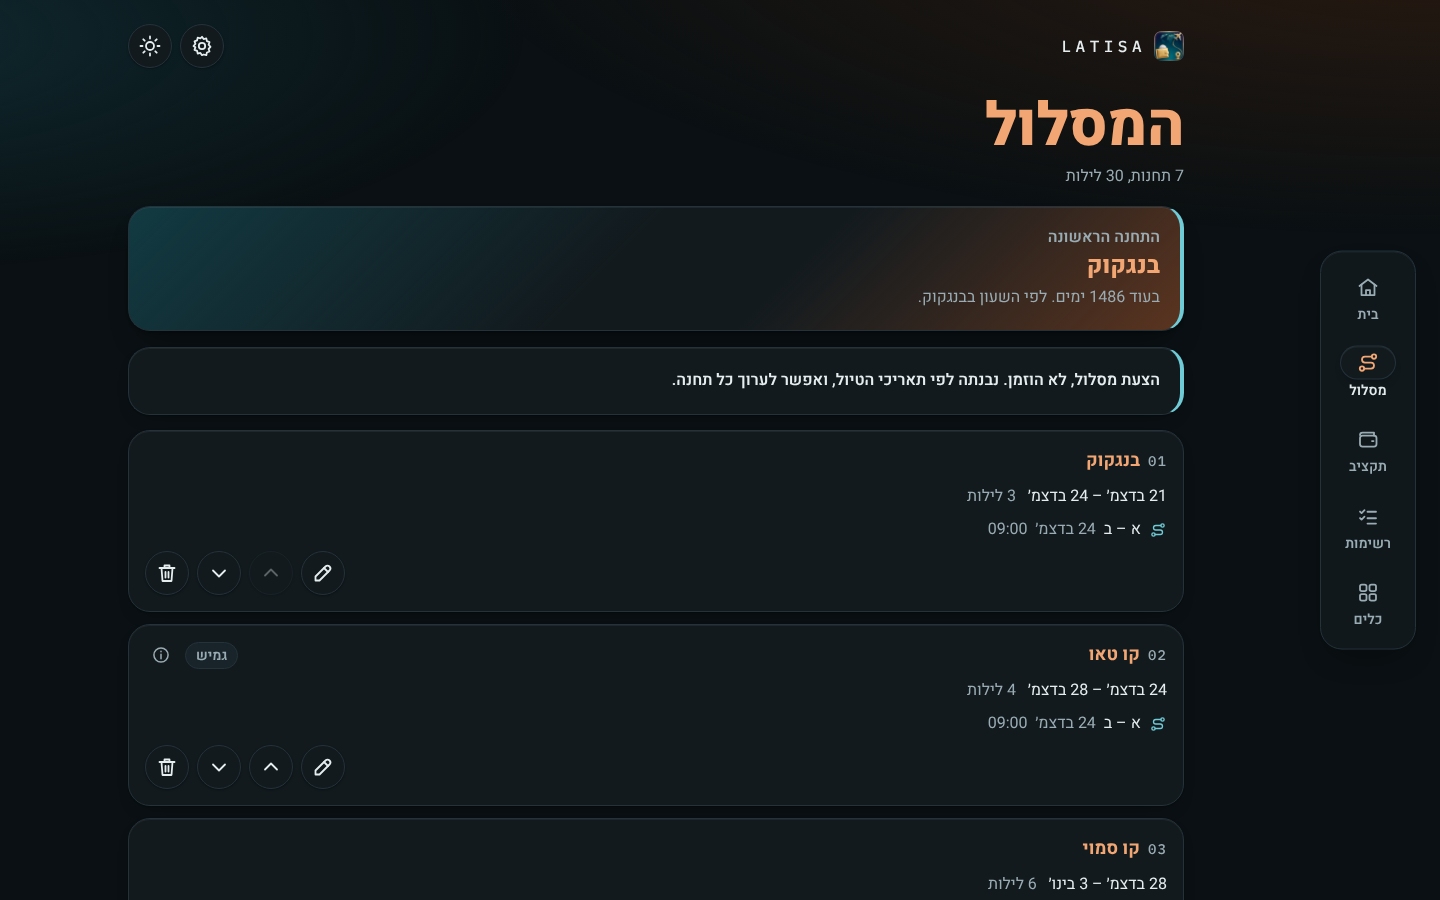 LATISA
המסלול
7 תחנות, 30 לילות
התחנה הראשונה
בנגקוק
בעוד 1486 ימים. לפי השעון בבנגקוק.
הצעת מסלול, לא הוזמן. נבנתה לפי תאריכי הטיול, ואפשר לערוך כל תחנה.
01 בנגקוק
21 בדצמ׳ – 24 בדצמ׳ 3 לילות
א – ב 24 בדצמ׳ 09:00
02 קו טאו
גמיש
24 בדצמ׳ – 28 בדצמ׳ 4 לילות
א – ב 24 בדצמ׳ 09:00
03 קו סמוי
28 בדצמ׳ – 3 בינו׳ 6 לילות
בית
מסלול
תקציב
רשימות
כלים